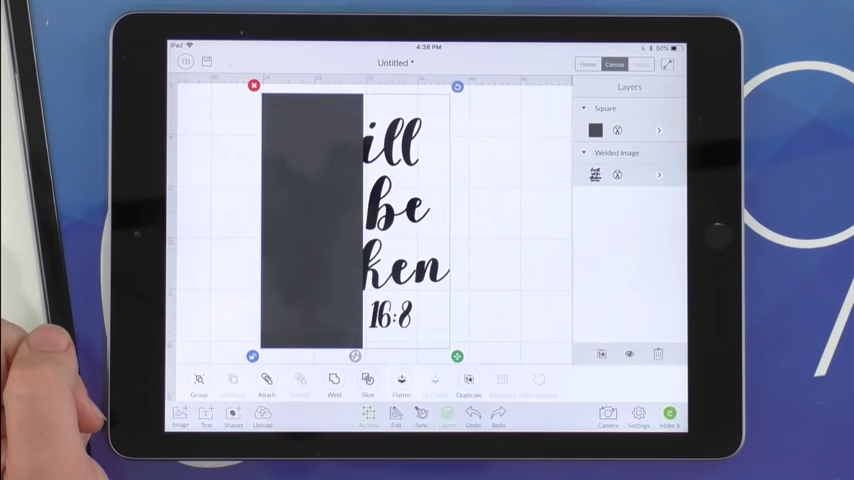 iPad
4:38 PM
50%
TB
Untitled *
Home
Canvas
Layers
Square
Welded Image
ill
be
ken
16:8
Group
Attach
Weld
Slice
Flatten
Duplicate
Image
Text
Shapes
Upload
Actions
Edit
Sync
Layers
Undo
Redo
Camera
Settings
C
Make It